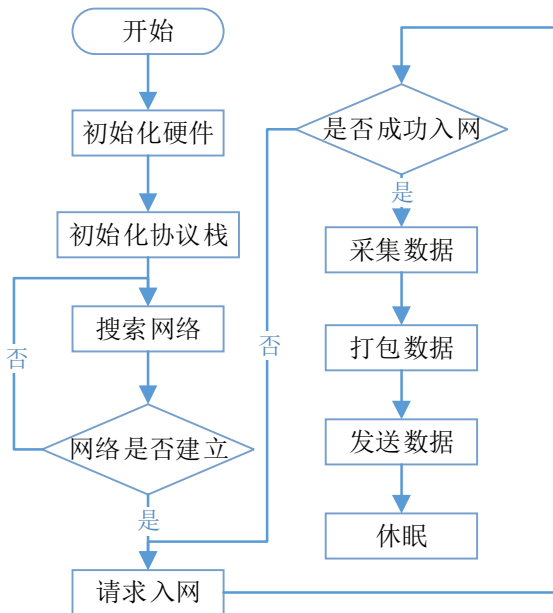 开始
初始化硬件
初始化协议栈
搜索网络
否
网络是否建立
是
请求入网
是否成功入网
否
是
采集数据
打包数据
发送数据
休眠